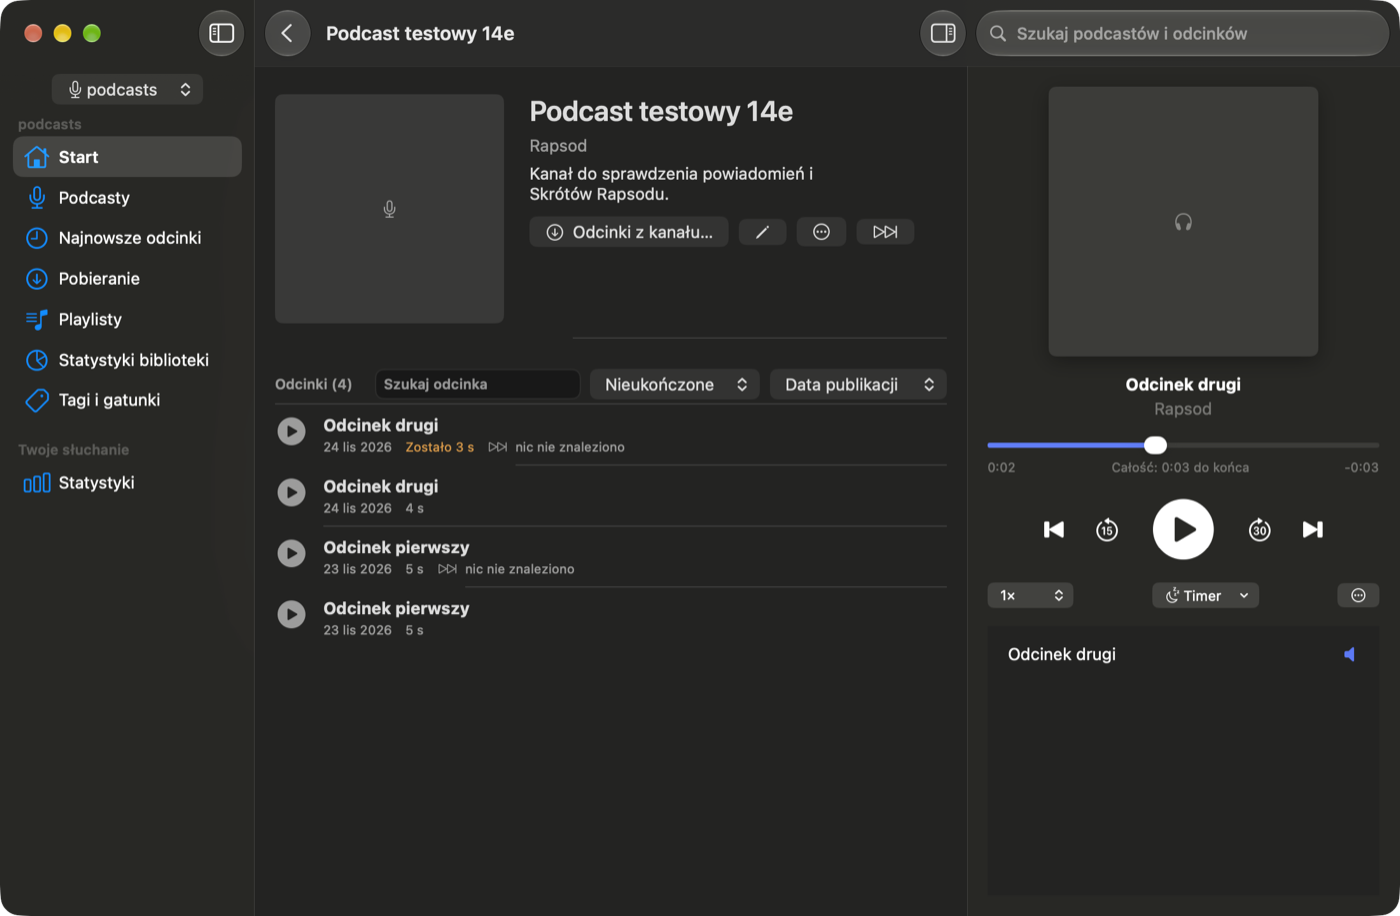 Podcast testowy 14e
Szukaj podcastów i odcinków
podcasts
podcasts
Start
Podcasty
Najnowsze odcinki
Pobieranie
Playlisty
Statystyki biblioteki
Tagi i gatunki
Twoje słuchanie
Statystyki
Podcast testowy 14e
Rapsod
Kanał do sprawdzenia powiadomień i
Skrótów Rapsodu.
Odcinki z kanału...
Odcinki (4)
Szukaj odcinka
Nieukończone
Data publikacji
Odcinek drugi
24 lis 2026 Zostało 3 s nic nie znaleziono
Odcinek drugi
24 lis 2026 4 s
Odcinek pierwszy
23 lis 2026 5 s nic nie znaleziono
Odcinek pierwszy
23 lis 2026 5 s
Odcinek drugi
Rapsod
0:02 Całość: 0:03 do końca -0:03
15 30
1× Timer
Odcinek drugi